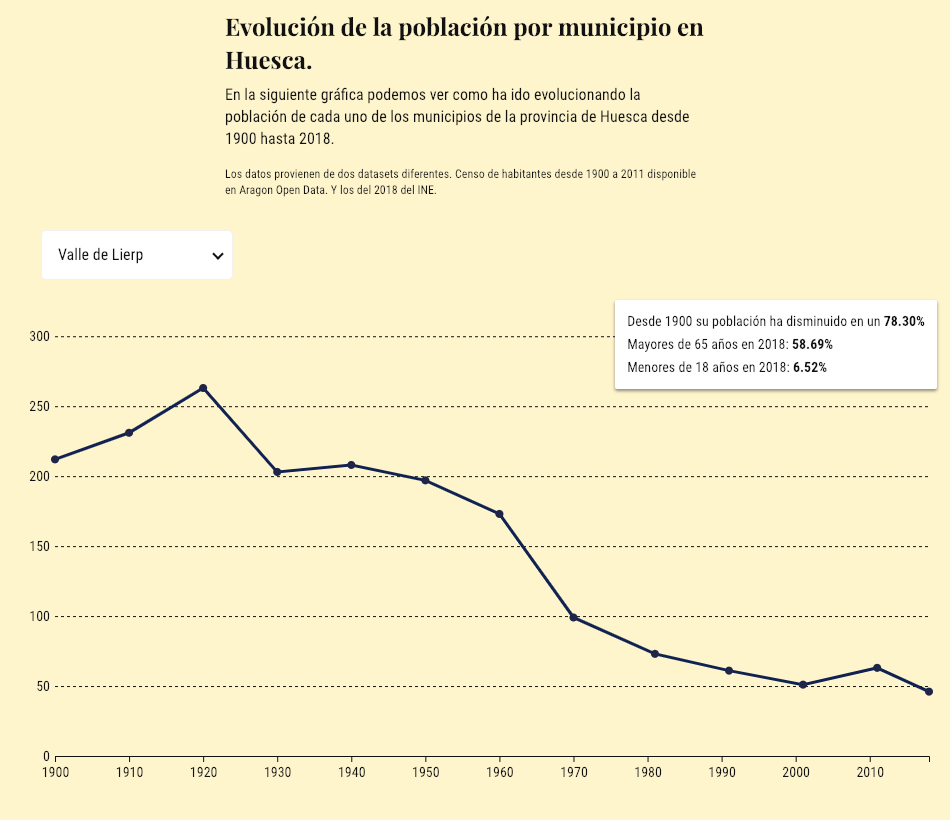 Evolución de la población por municipio en
Huesca.
En la siguiente gráfica podemos ver como ha ido evolucionando la
población de cada uno de los municipios de la provincia de Huesca desde
1900 hasta 2018.
Los datos provienen de dos datasets diferentes. Censo de habitantes desde 1900 a 2011 disponible
en Aragon Open Data. Y los del 2018 del INE.
Valle de Lierp
Desde 1900 su población ha disminuido en un 78.30%
Mayores de 65 años en 2018: 58.69%
Menores de 18 años en 2018: 6.52%
300
250
200
150
100
50
0
1900 1910 1920 1930 1940 1950 1960 1970 1980 1990 2000 2010